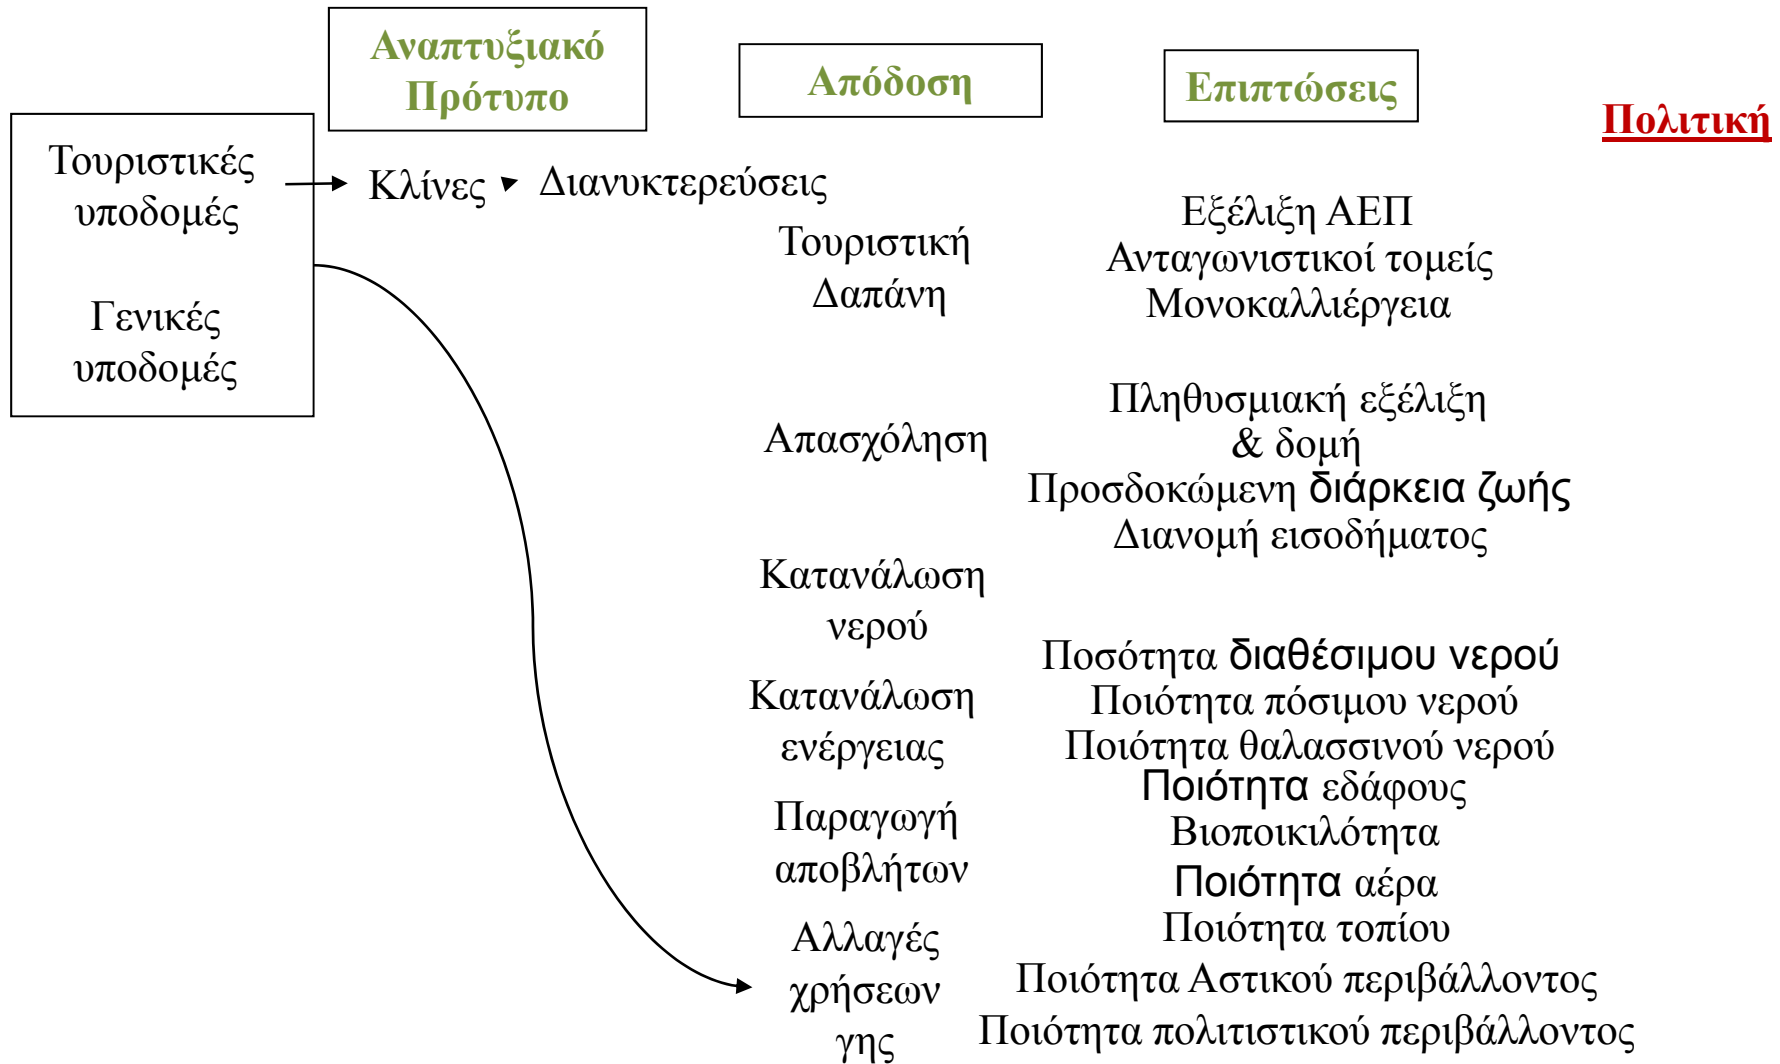 Αναπτυξιακό
Πρότυπο
Απόδοση
Επιπτώσεις
Πολιτική
Τουριστικές
υποδομές
Γενικές
υποδομές
Κλίνες
Διανυκτερεύσεις
Τουριστική
Δαπάνη
Απασχόληση
Κατανάλωση
νερού
Κατανάλωση
ενέργειας
Παραγωγή
αποβλήτων
Αλλαγές
χρήσεων
γης
Εξέλιξη ΑΕΠ
Ανταγωνιστικοί τομείς
Μονοκαλλιέργεια
Πληθυσμιακή εξέλιξη
& δομή
Προσδοκώμενη διάρκεια ζωής
Διανομή εισοδήματος
Ποσότητα διαθέσιμου νερού
Ποιότητα πόσιμου νερού
Ποιότητα θαλασσινού νερού
Ποιότητα εδάφους
Βιοποικιλότητα
Ποιότητα αέρα
Ποιότητα τοπίου
Ποιότητα Αστικού περιβάλλοντος
Ποιότητα πολιτιστικού περιβάλλοντος